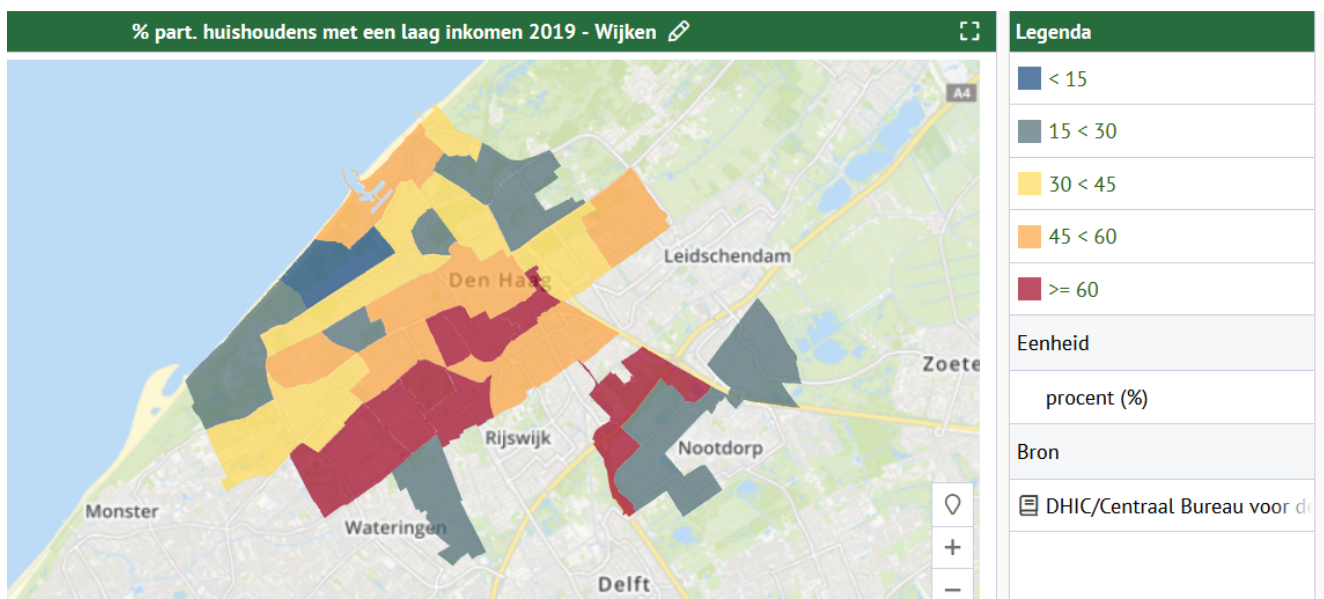 % part. huishoudens met een laag inkomen 2019 - Wijken
Legenda
< 15
15 < 30
30 < 45
45 < 60
>= 60
Eenheid
procent (%)
Bron
DHIC/Centraal Bureau voor de
A4
Leidschendam
Den Haag
Zoete
Rijswijk
Nootdorp
Monster
Wateringen
Delft
+
−